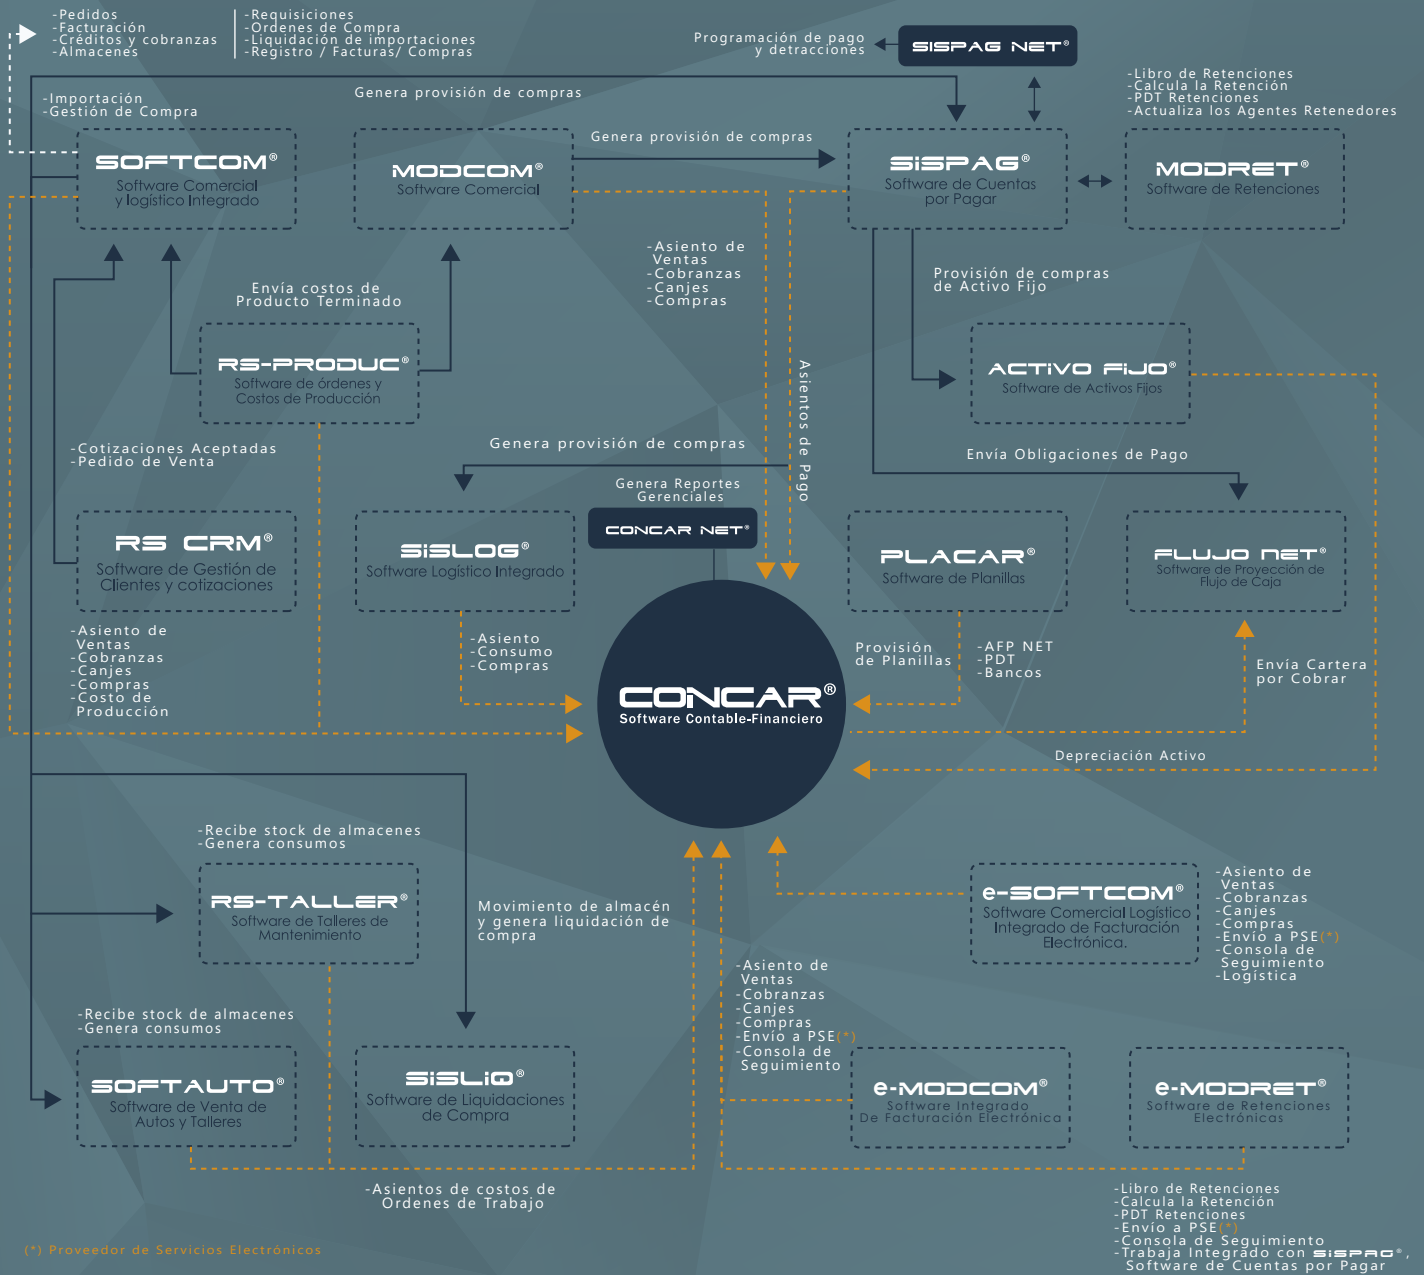 -Pedidos
-Facturación
-Créditos y cobranzas
-Almacenes
-Requisiciones
-Ordenes de Compra
-Liquidación de importaciones
-Registro / Facturas/ Compras
Programación de pago
y detracciones
SISPAG NET®
-Libro de Retenciones
-Calcula la Retención
-PDT Retenciones
-Actualiza los Agentes Retenedores
-Importación
-Gestión de Compra
Genera provisión de compras
Genera provisión de compras
SOFTCOM®
Software Comercial
y logístico Integrado
MODCOM®
Software Comercial
SiSPAG®
Software de Cuentas
por Pagar
MODRET®
Software de Retenciones
-Asiento de
Ventas
-Cobranzas
-Canjes
-Compras
Provisión de compras
de Activo Fijo
Envía costos de
Producto Terminado
RS-PRODUC®
Software de órdenes y
Costos de Producción
Asientos de Pago
ACTiVO FiJO®
Software de Activos Fijos
-Cotizaciones Aceptadas
-Pedido de Venta
Genera provisión de compras
Envía Obligaciones de Pago
Genera Reportes
Gerenciales
CONCAR NET®
RS CRM®
Software de Gestión de
Clientes y cotizaciones
SiSLOG®
Software Logístico Integrado
PLACAR®
Software de Planillas
FLUJO NET®
Software de Proyección de
Flujo de Caja
-Asiento de
Ventas
-Cobranzas
-Canjes
-Compras
-Costo de
Producción
-Asiento
-Consumo
-Compras
Provisión
de Planillas
-AFP NET
-PDT
-Bancos
Envía Cartera
por Cobrar
CONCAR®
Software Contable-Financiero
Depreciación Activo
-Recibe stock de almacenes
-Genera consumos
RS-TALLER®
Software de Talleres de
Mantenimiento
Movimiento de almacén
y genera liquidación de
compra
e-SOFTCOM®
Software Comercial Logístico
Integrado de Facturación
Electrónica.
-Asiento de
Ventas
-Cobranzas
-Canjes
-Compras
-Envío a PSE(*)
-Consola de
Seguimiento
-Logística
-Asiento de
Ventas
-Cobranzas
-Canjes
-Compras
-Envío a PSE(*)
-Consola de
Seguimiento
-Recibe stock de almacenes
-Genera consumos
SOFTAUTO®
Software de Venta de
Autos y Talleres
SiSLiQ®
Software de Liquidaciones
de Compra
e-MODCOM®
Software Integrado
De Facturación Electrónica
e-MODRET®
Software de Retenciones
Electrónicas
-Asientos de costos de
Ordenes de Trabajo
-Libro de Retenciones
-Calcula la Retención
-PDT Retenciones
-Envio a PSE(*)
-Consola de Seguimiento
-Trabaja Integrado con SiSPAG®,
Software de Cuentas por Pagar
(*) Proveedor de Servicios Electrónicos